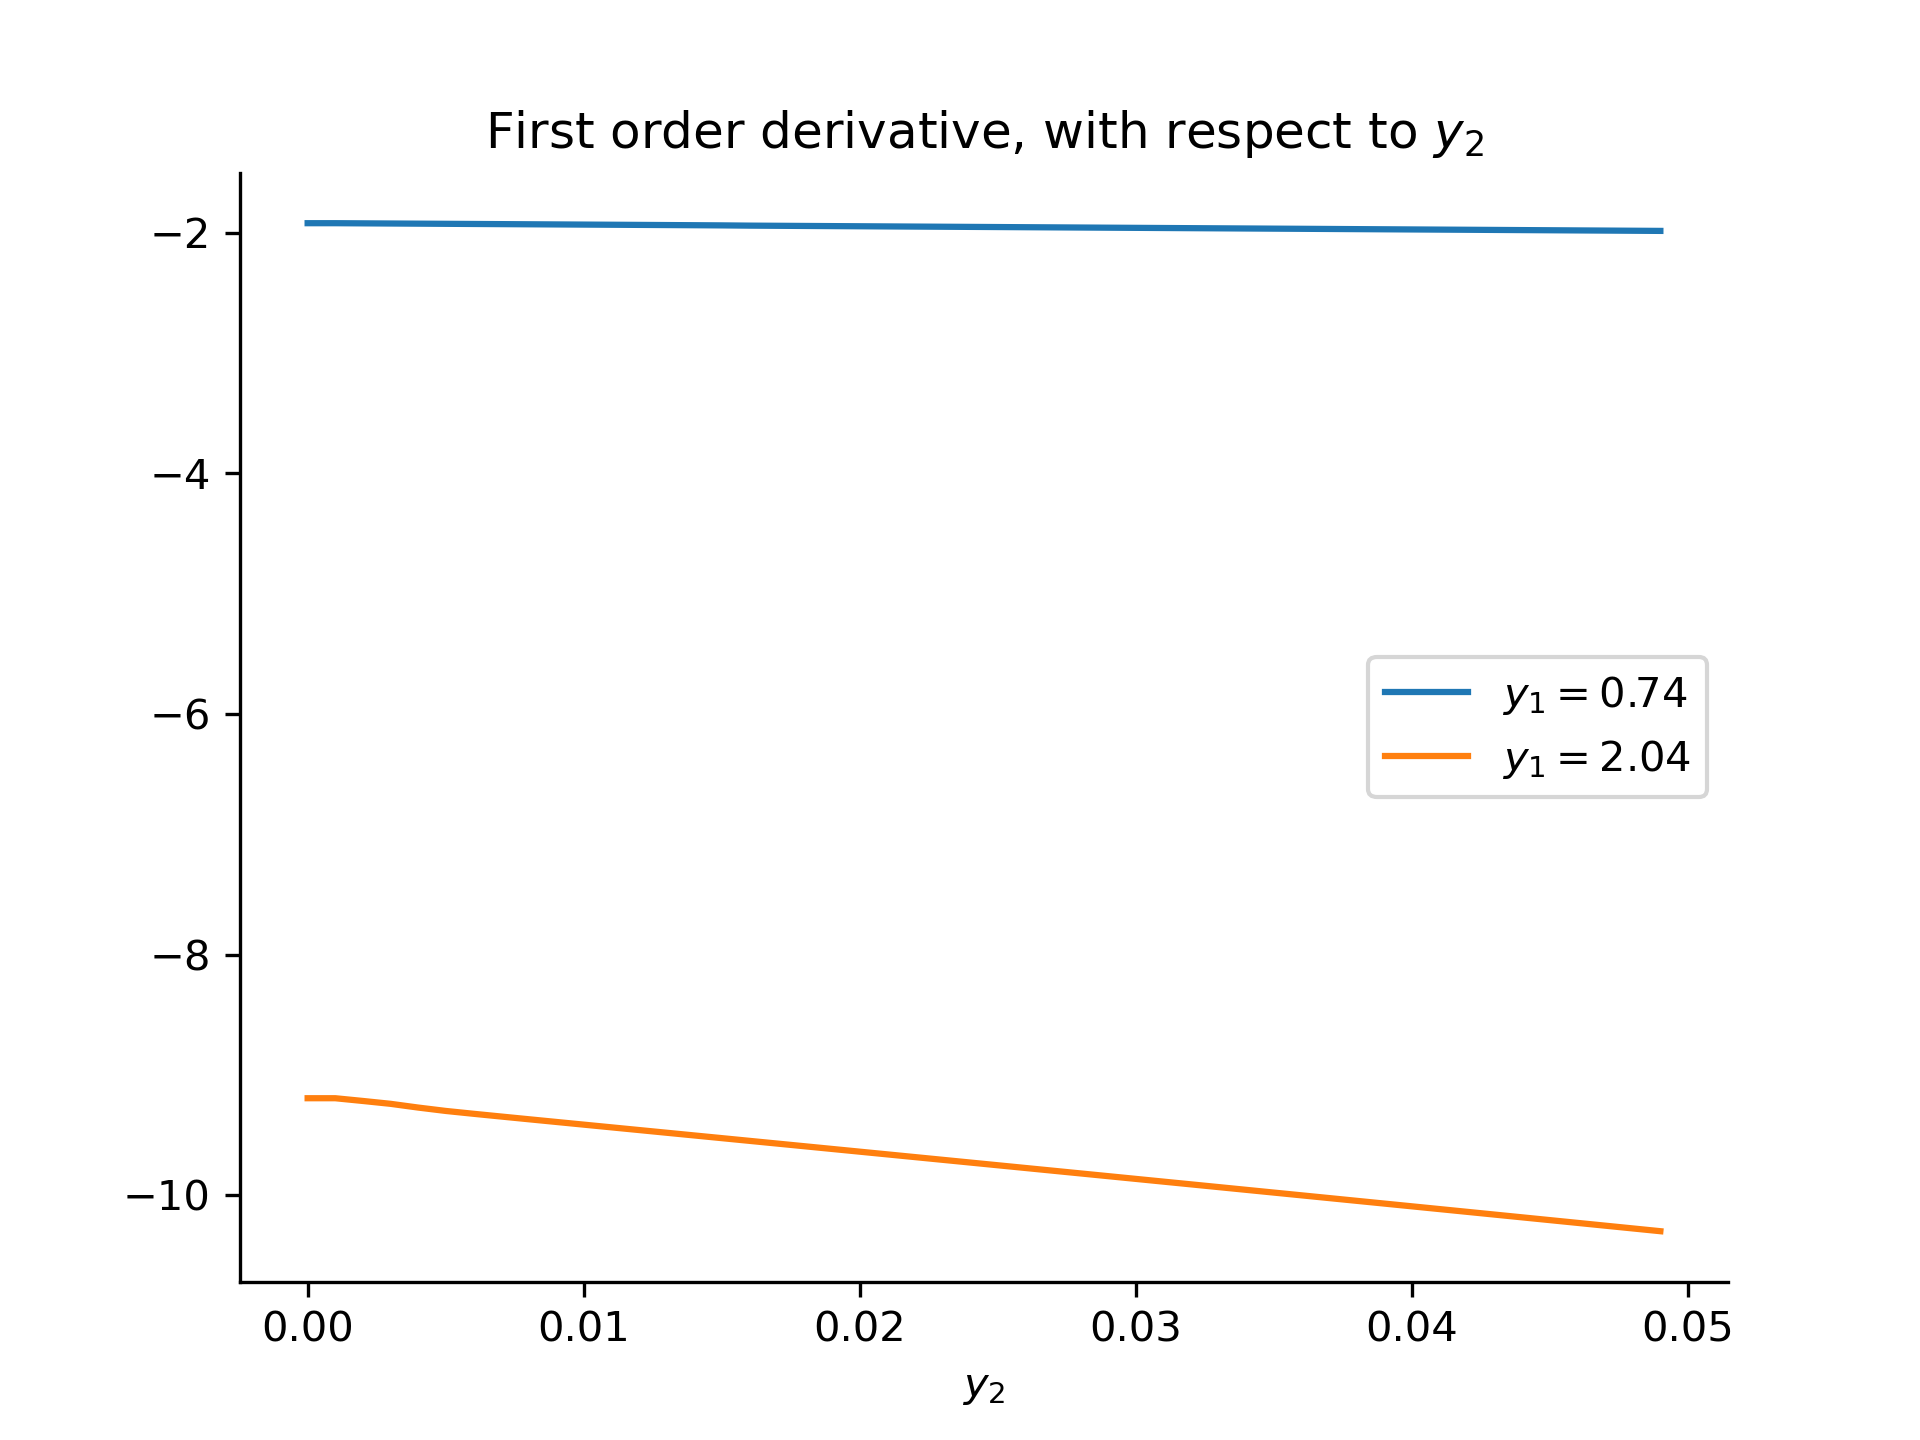 First order derivative, with respect to y₂
−2
−4
−6
−8
−10
y₁ = 0.74
y₁ = 2.04
0.00 0.01 0.02 0.03 0.04 0.05
y₂